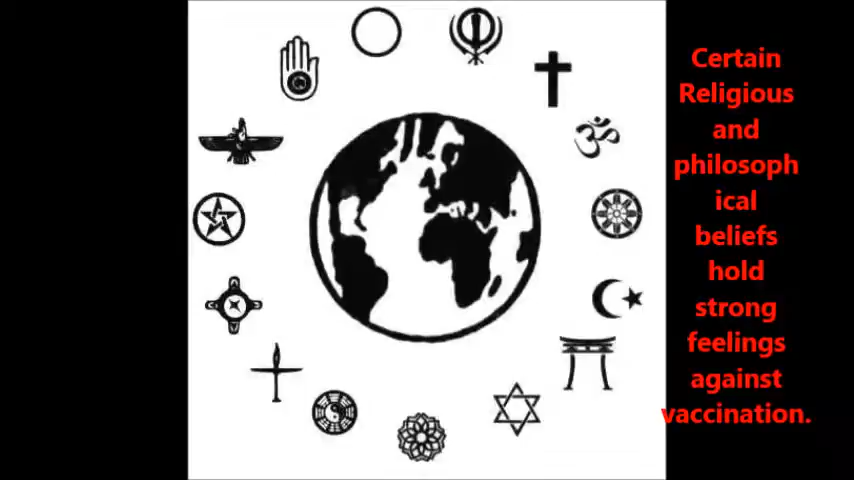 Certain
Religious
and
philosoph
ical
beliefs
hold
strong
feelings
against
vaccination.